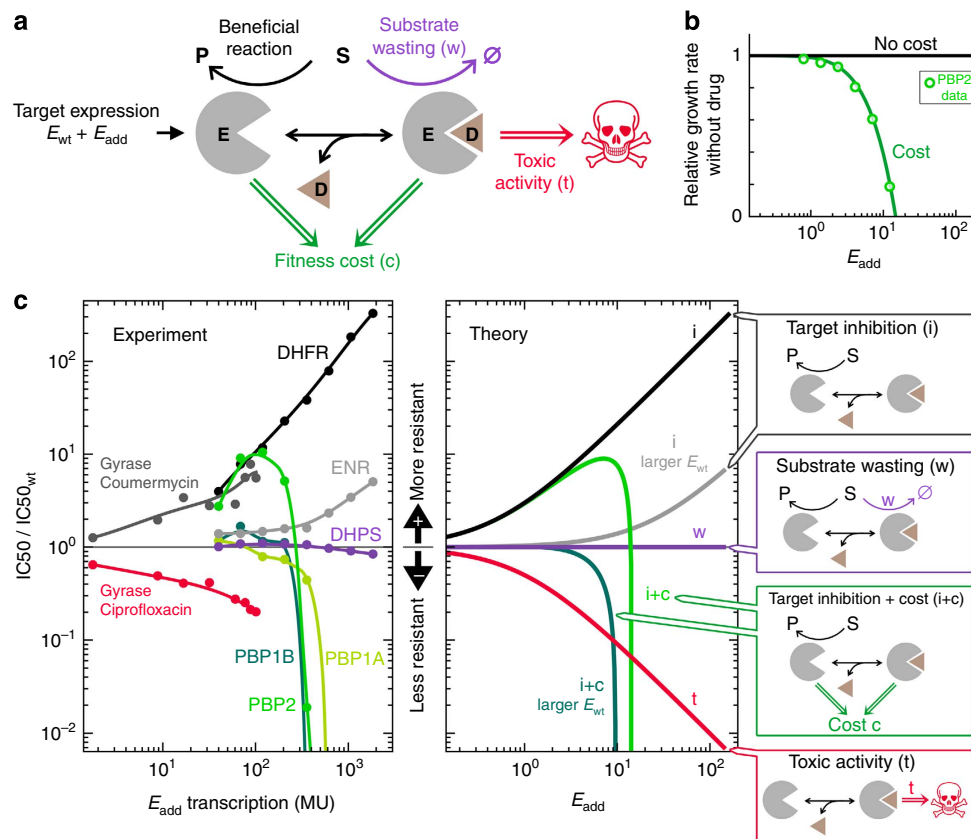 a
Beneficial
reaction
Substrate
wasting (w)
P
S
∅
Target expression
E_wt + E_add
E
E
D
D
Toxic
activity (t)
Fitness cost (c)
b
Relative growth rate
without drug
1
0
No cost
PBP2
data
Cost
10^0
10^1
10^2
E_add
c
IC50 / IC50_wt
10^2
10^1
10^0
10^-1
10^-2
Experiment
DHFR
Gyrase
Coumermycin
ENR
DHPS
Gyrase
Ciprofloxacin
PBP1B
PBP1A
PBP2
10^1
10^2
10^3
E_add transcription (MU)
More resistant
+
−
Less resistant
Theory
i
i
larger E_wt
w
i+c
i+c
larger E_wt
t
10^0
10^1
10^2
E_add
Target inhibition (i)
P
S
Substrate wasting (w)
P
S
w
∅
Target inhibition + cost (i+c)
P
S
Cost c
Toxic activity (t)
t